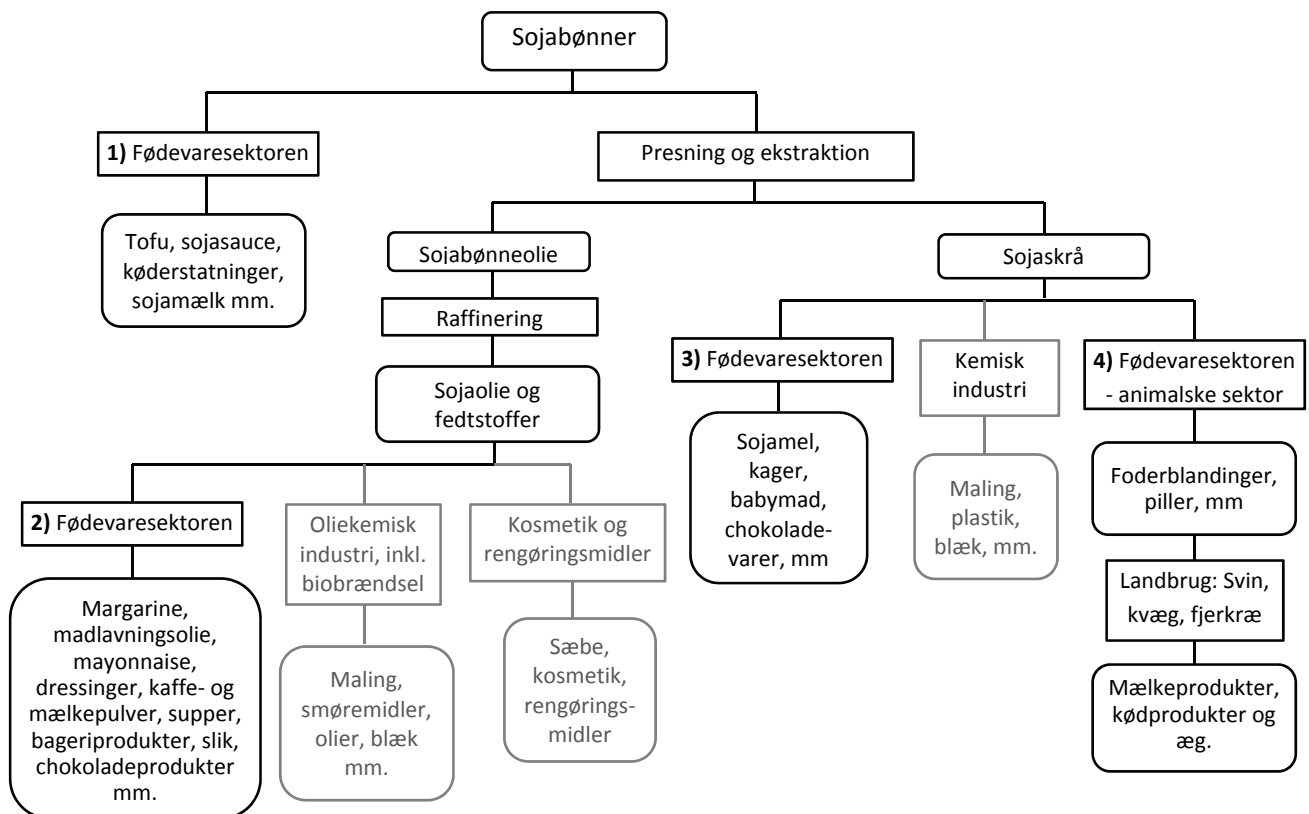 Sojabønner
1) Fødevaresektoren
Presning og ekstraktion
Tofu, sojasauce,
køderstatninger,
sojamælk mm.
Sojabønneolie
Raffinering
Sojaolie og
fedtstoffer
2) Fødevaresektoren
Margarine,
madlavningsolie,
mayonnaise,
dressinger, kaffe- og
mælkepulver, supper,
bageriprodukter, slik,
chokoladeprodukter
mm.
Oliekemisk
industri, inkl.
biobrændsel
Maling,
smøremidler,
olier, blæk
mm.
Kosmetik og
rengøringsmidler
Sæbe,
kosmetik,
rengørings-
midler
Sojaskrå
3) Fødevaresektoren
Sojamel,
kager,
babymad,
chokolade-
varer, mm
Kemisk
industri
Maling,
plastik,
blæk, mm.
4) Fødevaresektoren
- animalske sektor
Foderblandinger,
piller, mm
Landbrug: Svin,
kvæg, fjerkræ
Mælkeprodukter,
kødprodukter og
æg.